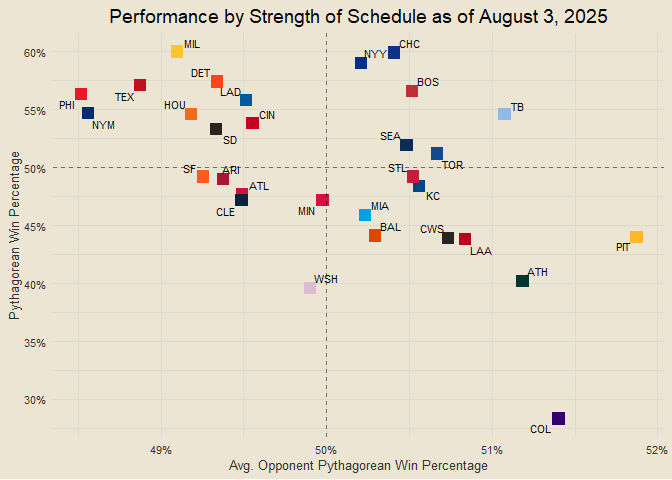 Performance by Strength of Schedule as of August 3, 2025
60%
55%
50%
45%
40%
35%
30%
Pythagorean Win Percentage
MIL
CHC
NYY
DET
BOS
LAD
TEX
PHI
HOU
TB
NYM
CIN
SD
SEA
TOR
SF
ARI
STL
ATL
KC
CLE
MIN
MIA
BAL
CWS
LAA
PIT
ATH
WSH
COL
49%
50%
51%
52%
Avg. Opponent Pythagorean Win Percentage